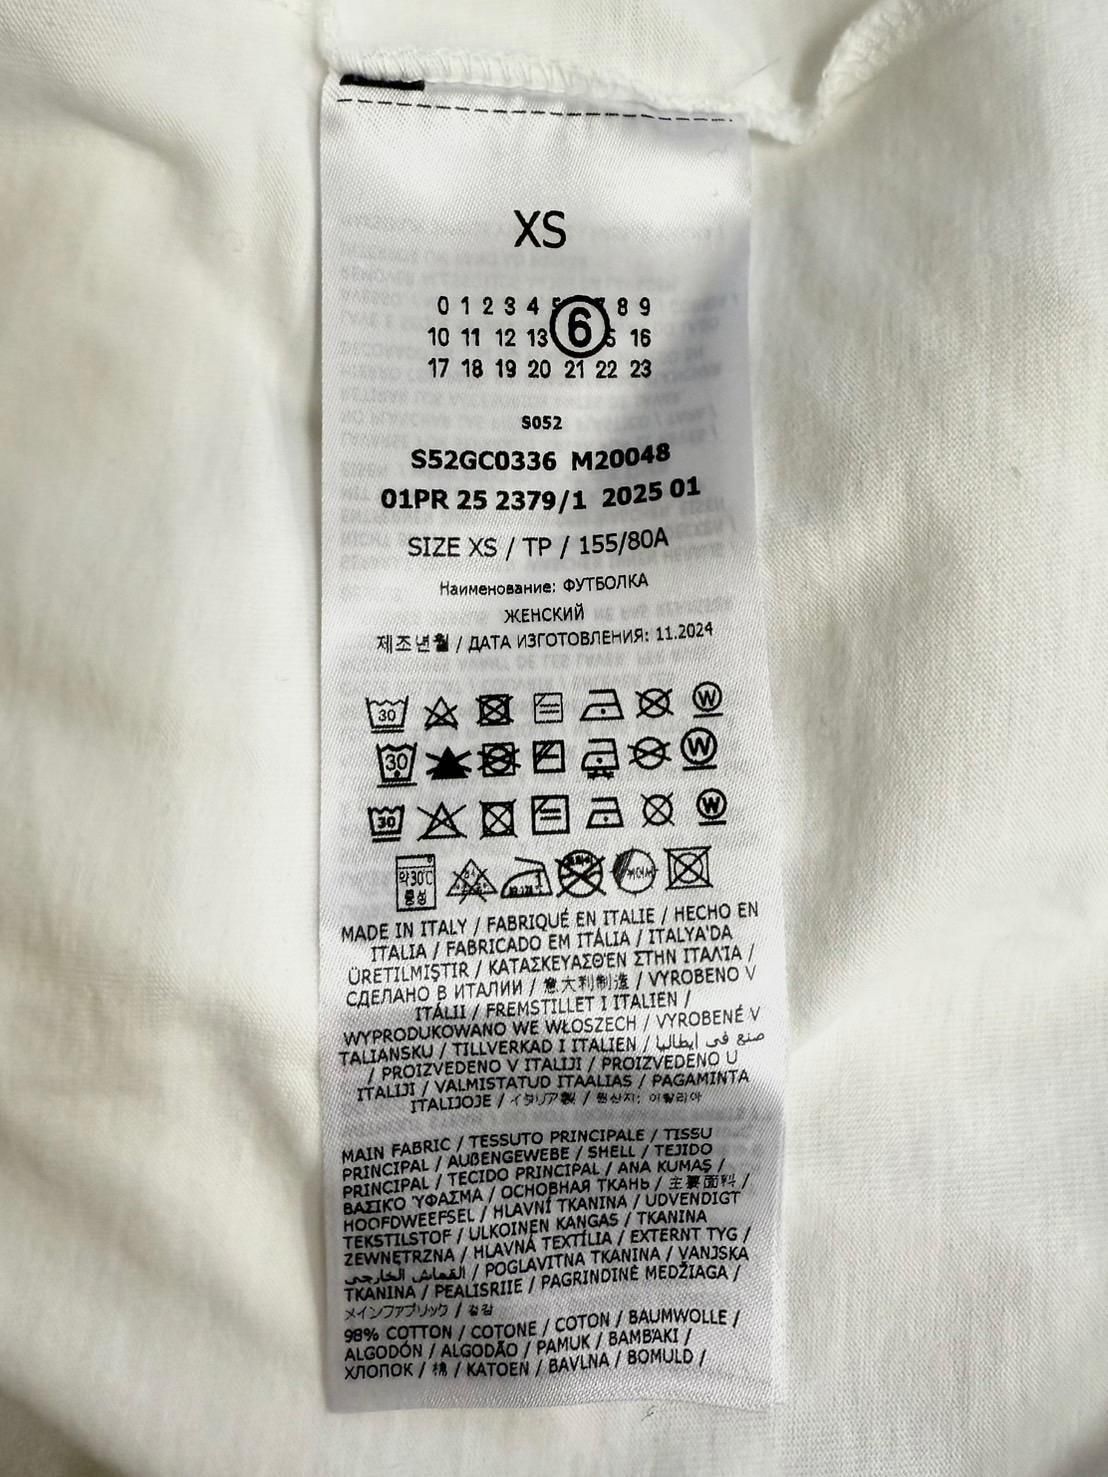 XS
0 1 2 3 4 6 8 9
10 11 12 13 16
17 18 19 20 21 22 23
S052
S52GC0336 M20048
01PR 25 2379/1 2025 01
SIZE XS / TP / 155/80A
Наименование: ФУТБОЛКА
ЖЕНСКИЙ
제조년월 / ДАТА ИЗГОТОВЛЕНИЯ: 11.2024
30 W
30 W
30 W
약30℃ 중성
MADE IN ITALY / FABRIQUÉ EN ITALIE / HECHO EN
ITALIA / FABRICADO EM ITÁLIA / ITALYA'DA
ÜRETILMIŞTIR / ΚΑΤΑΣΚΕΥΑΣΘΈΝ ΣΤΗΝ ΙΤΑΛΊΑ /
СДЕЛАНО В ИТАЛИИ / 意大利制造 / VYROBENO V
ITÁLII / FREMSTILLET I ITALIEN /
WYPRODUKOWANO WE WŁOSZECH / VYROBENÉ V
TALIANSKU / TILLVERKAD I ITALIEN / صنع في ايطاليا
/ PROIZVEDENO V ITALIJI / PROIZVEDENO U
ITALIJI / VALMISTATUD ITAALIAS / PAGAMINTA
ITALIJOJE / イタリア製 / 원산지: 이탈리아
MAIN FABRIC / TESSUTO PRINCIPALE / TISSU
PRINCIPAL / AUßENGEWEBE / SHELL / TEJIDO
PRINCIPAL / TECIDO PRINCIPAL / ANA KUMAŞ /
ΒΑΣΙΚΟ ΎΦΑΣΜΑ / ОСНОВНАЯ ТКАНЬ / 主要面料 /
HOOFDWEEFSEL / HLAVNÍ TKANINA / UDVENDIGT
TEKSTILSTOF / ULKOINEN KANGAS / TKANINA
ZEWNĘTRZNA / HLAVNÁ TEXTÍLIA / EXTERNT TYG /
القماش الخارجي / POGLAVITNA TKANINA / VANJSKA
TKANINA / PEALISRIIE / PAGRINDINĖ MEDŽIAGA /
メインファブリック / 겉감
98% COTTON / COTONE / COTON / BAUMWOLLE /
ALGODÓN / ALGODÃO / PAMUK / ΒΑΜΒΆΚΙ /
ХЛОПОК / 棉 / KATOEN / BAVLNA / BOMULD /